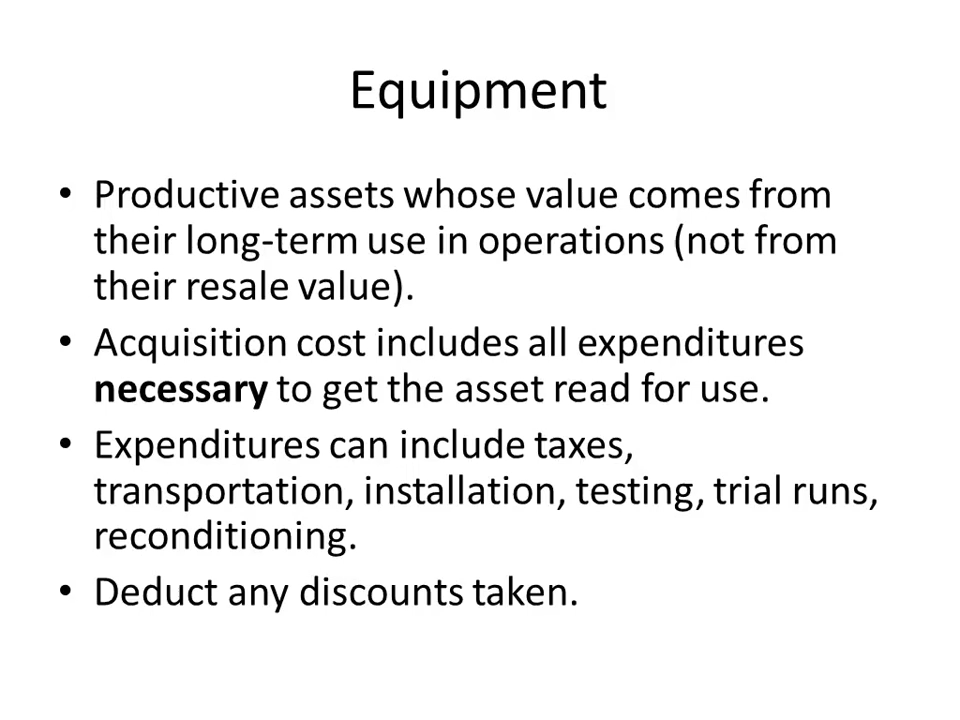 Equipment
• Productive assets whose value comes from
their long-term use in operations (not from
their resale value).
• Acquisition cost includes all expenditures
necessary to get the asset read for use.
• Expenditures can include taxes,
transportation, installation, testing, trial runs,
reconditioning.
• Deduct any discounts taken.